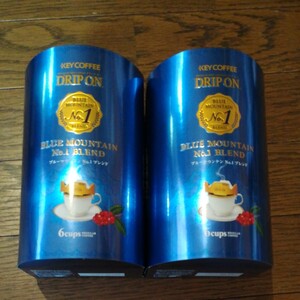 KEY COFFEE
DRIP ON
BLUE
MOUNTAIN
No.1
BLEND
BLUE MOUNTAIN
No.1 BLEND
ブルーマウンテン No.1 ブレンド
6cups
KEY COFFEE
DRIP ON
BLUE
MOUNTAIN
No.1
BLEND
BLUE MOUNTAIN
No.1 BLEND
ブルーマウンテン No.1 ブレンド
6cups